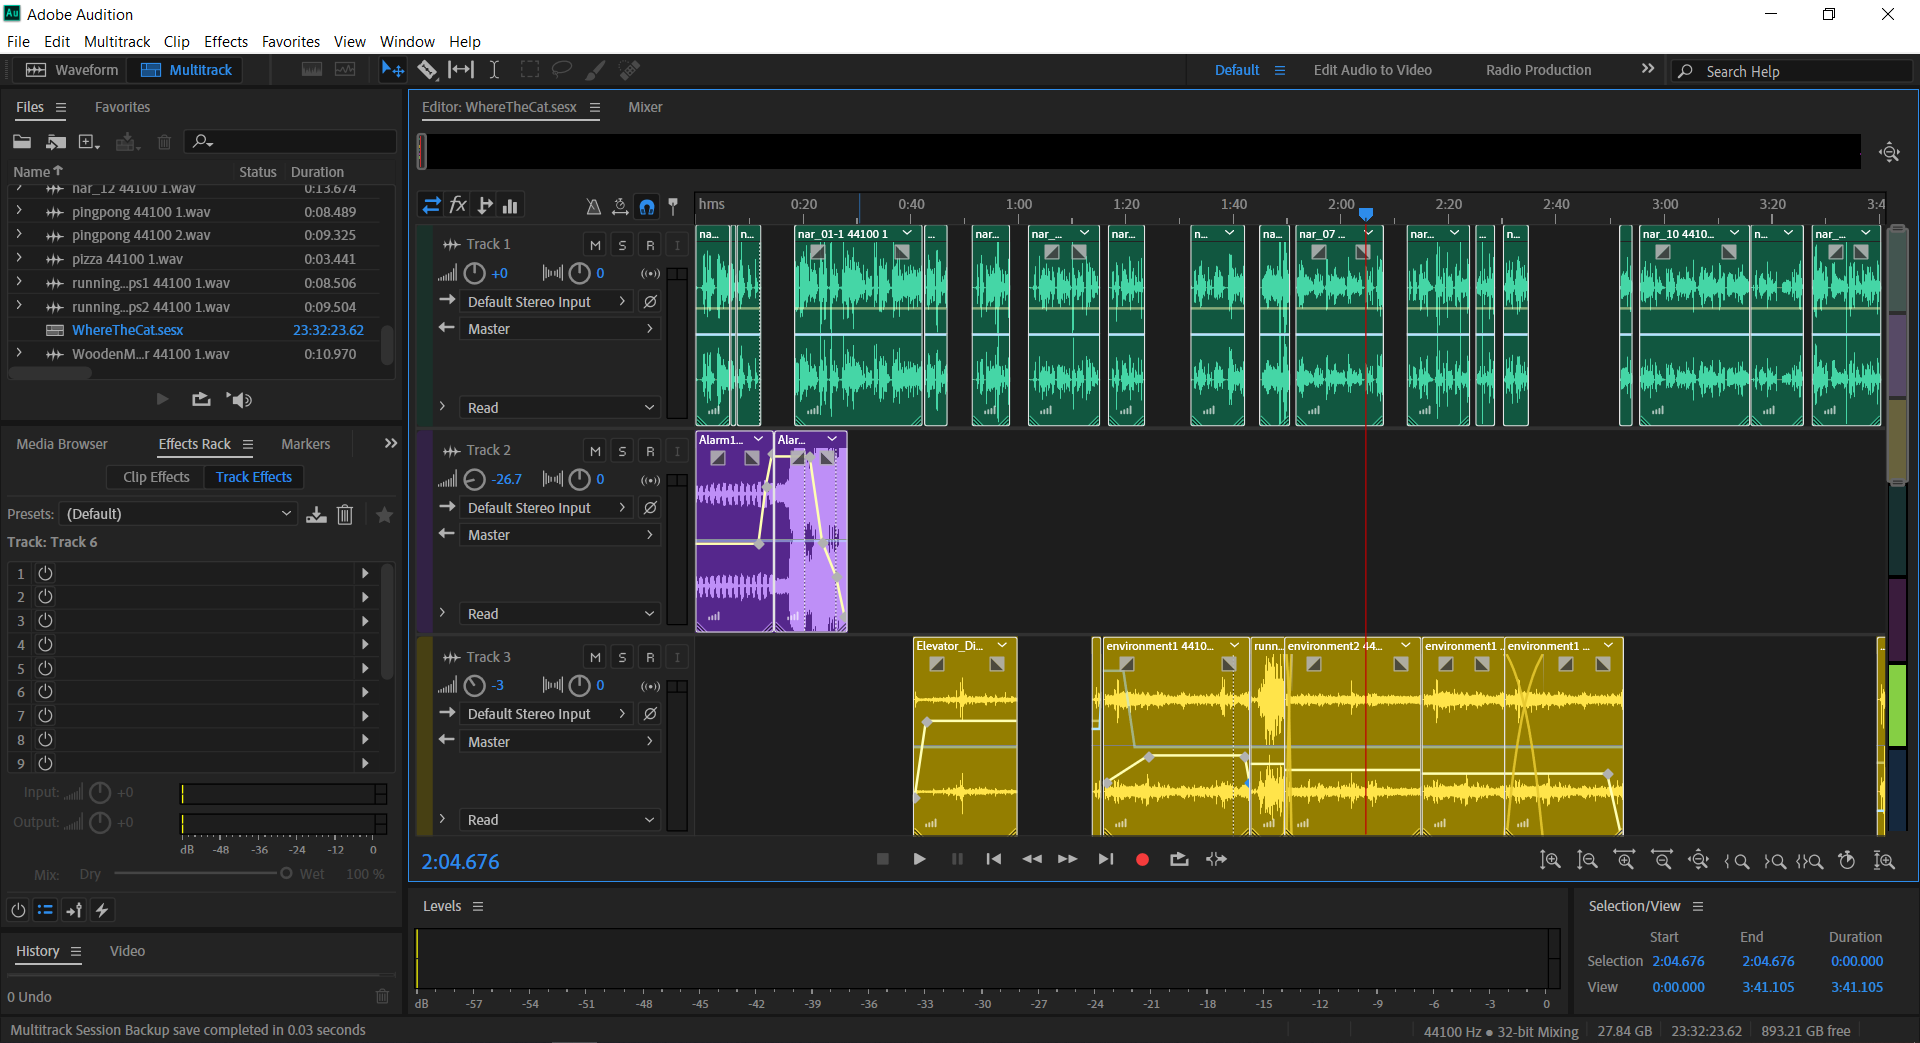 Au Adobe Audition
File Edit Multitrack Clip Effects Favorites View Window Help
Waveform Multitrack Default Edit Audio to Video Radio Production Search Help
Files Favorites
Name Status Duration
nar_12 44100 1.wav 0:13.674
pingpong 44100 1.wav 0:08.489
pingpong 44100 2.wav 0:09.325
pizza 44100 1.wav 0:03.441
running...ps1 44100 1.wav 0:08.506
running...ps2 44100 1.wav 0:09.504
WhereTheCat.sesx 23:32:23.62
WoodenM...r 44100 1.wav 0:10.970
Media Browser Effects Rack Markers
Clip Effects Track Effects
Presets: (Default)
Track: Track 6
1
2
3
4
5
6
7
8
9
Input: +0
Output: +0
dB -48 -36 -24 -12 0
Mix: Dry Wet 100 %
History Video
0 Undo
Editor: WhereTheCat.sesx Mixer
fx hms 0:20 0:40 1:00 1:20 1:40 2:00 2:20 2:40 3:00 3:20 3:4
Track 1 M S R I
+0 0
Default Stereo Input
Master
Read
na... n... nar_01-1 44100 1 ... nar... nar_... nar... n... na... nar_07 ... nar... ... n... nar_10 4410... n... nar_...
Track 2 M S R I
-26.7 0
Default Stereo Input
Master
Read
Alarm1... Alar...
Track 3 M S R I
-3 0
Default Stereo Input
Master
Read
Elevator_Di... environment1 4410... runn... environment2 44... environment1 ... environment1 ... ...
2:04.676
Levels
dB -57 -54 -51 -48 -45 -42 -39 -36 -33 -30 -27 -24 -21 -18 -15 -12 -9 -6 -3 0
Selection/View
Start End Duration
Selection 2:04.676 2:04.676 0:00.000
View 0:00.000 3:41.105 3:41.105
Multitrack Session Backup save completed in 0.03 seconds
44100 Hz ● 32-bit Mixing 27.84 GB 23:32:23.62 893.21 GB free